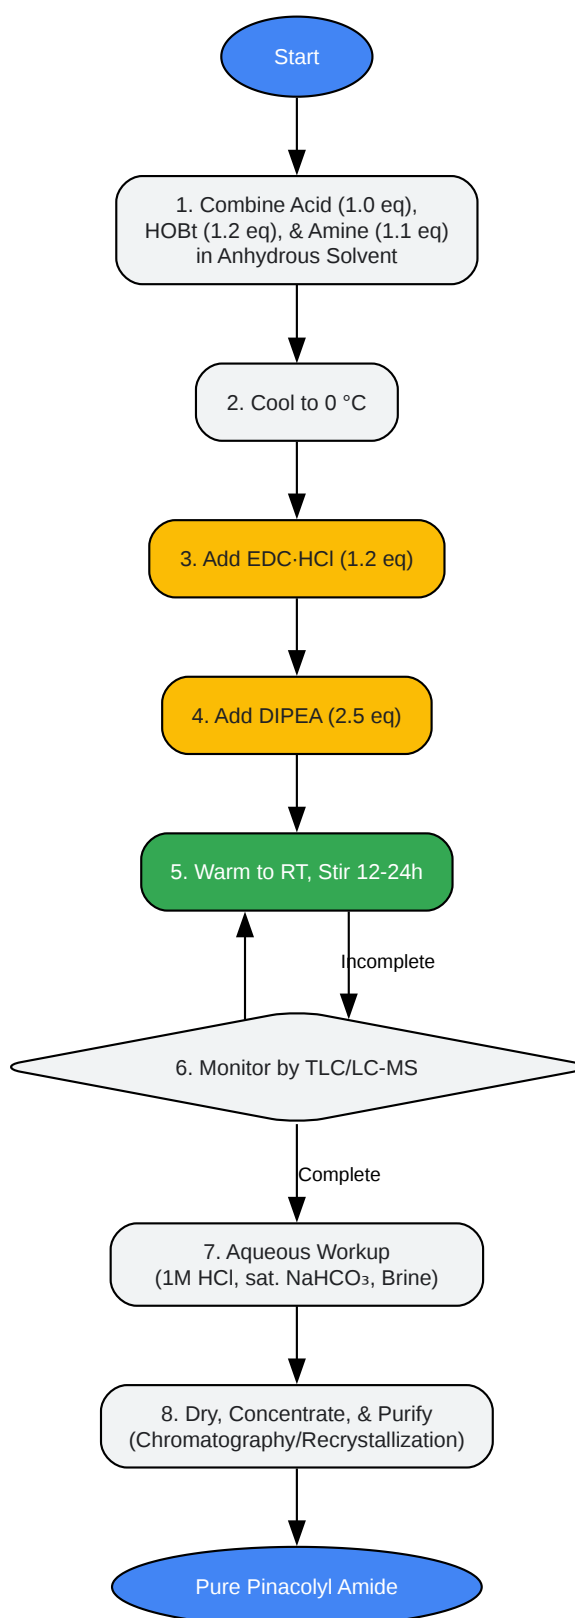 Start
1. Combine Acid (1.0 eq),
HOBt (1.2 eq), & Amine (1.1 eq)
in Anhydrous Solvent
2. Cool to 0 °C
3. Add EDC·HCl (1.2 eq)
4. Add DIPEA (2.5 eq)
5. Warm to RT, Stir 12-24h
Incomplete
6. Monitor by TLC/LC-MS
Complete
7. Aqueous Workup
(1M HCl, sat. NaHCO₃, Brine)
8. Dry, Concentrate, & Purify
(Chromatography/Recrystallization)
Pure Pinacolyl Amide